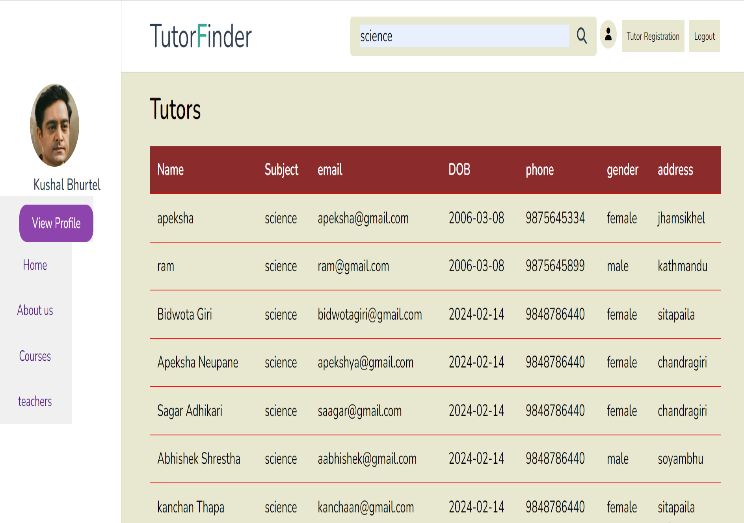 TutorFinder
science
Tutor Registration
Logout
Kushal Bhurtel
View Profile
Home
About us
Courses
teachers
Tutors
Name Subject email DOB phone gender address
apeksha science apeksha@gmail.com 2006-03-08 9875645334 female jhamsikhel
ram science ram@gmail.com 2006-03-08 9875645899 male kathmandu
Bidwota Giri science bidwotagiri@gmail.com 2024-02-14 9848786440 female sitapaila
Apeksha Neupane science apekshya@gmail.com 2024-02-14 9848786440 female chandragiri
Sagar Adhikari science saagar@gmail.com 2024-02-14 9848786440 female chandragiri
Abhishek Shrestha science aabhishek@gmail.com 2024-02-14 9848786440 male soyambhu
kanchan Thapa science kanchaan@gmail.com 2024-02-14 9848786440 female sitapaila